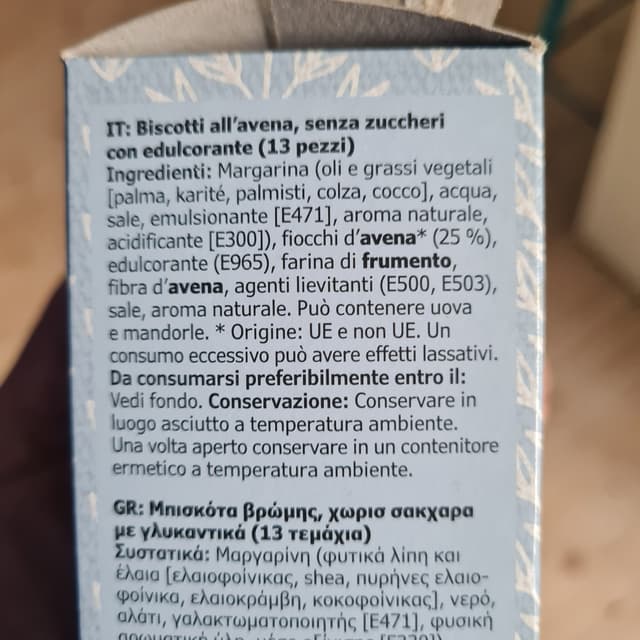 IT: Biscotti all'avena, senza zuccheri
con edulcorante (13 pezzi)
Ingredienti: Margarina (oli e grassi vegetali
[palma, karité, palmisti, colza, cocco], acqua,
sale, emulsionante [E471], aroma naturale,
acidificante [E300]), fiocchi d'avena* (25 %),
edulcorante (E965), farina di frumento,
fibra d'avena, agenti lievitanti (E500, E503),
sale, aroma naturale. Può contenere uova
e mandorle. * Origine: UE e non UE. Un
consumo eccessivo può avere effetti lassativi.
Da consumarsi preferibilmente entro il:
Vedi fondo. Conservazione: Conservare in
luogo asciutto a temperatura ambiente.
Una volta aperto conservare in un contenitore
ermetico a temperatura ambiente.
GR: Μπισκότα βρώμης, χωρισ σακχαρα
με γλυκαντικά (13 τεμάχια)
Συστατικά: Μαργαρίνη (φυτικά λίπη και
έλαια [ελαιοφοίνικας, shea, πυρήνες ελαιο-
φοίνικα, ελαιοκράμβη, κοκοφοίνικας], νερό,
αλάτι, γαλακτωματοποιητής [E471], φυσική